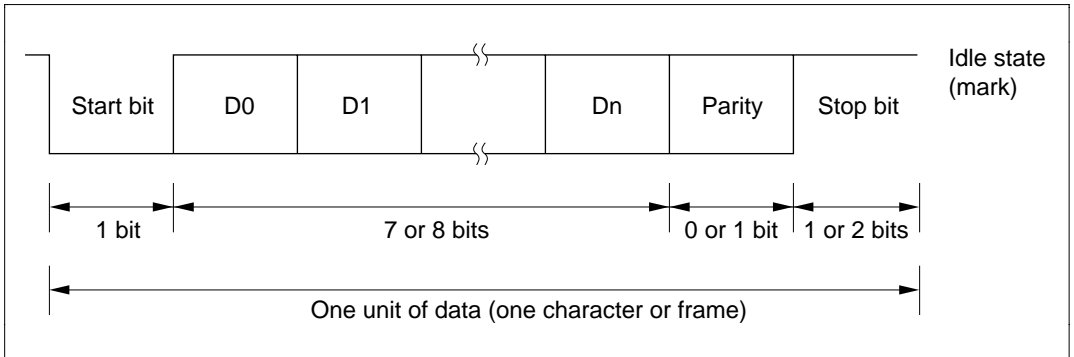 Idle state
(mark)
Start bit
D0
D1
Dn
Parity
Stop bit
1 bit
7 or 8 bits
0 or 1 bit
1 or 2 bits
One unit of data (one character or frame)